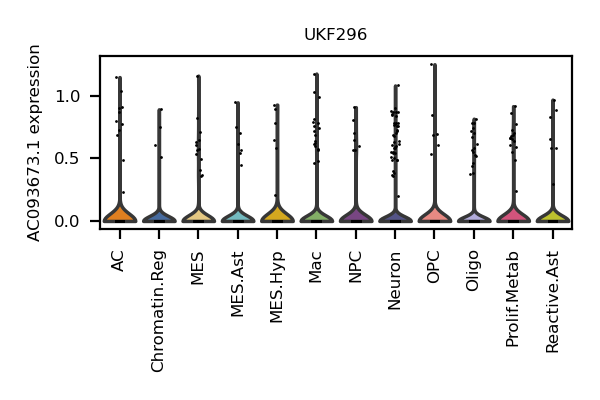 UKF296
AC093673.1 expression
1.0
0.5
0.0
AC
Chromatin.Reg
MES
MES.Ast
MES.Hyp
Mac
NPC
Neuron
OPC
Oligo
Prolif.Metab
Reactive.Ast